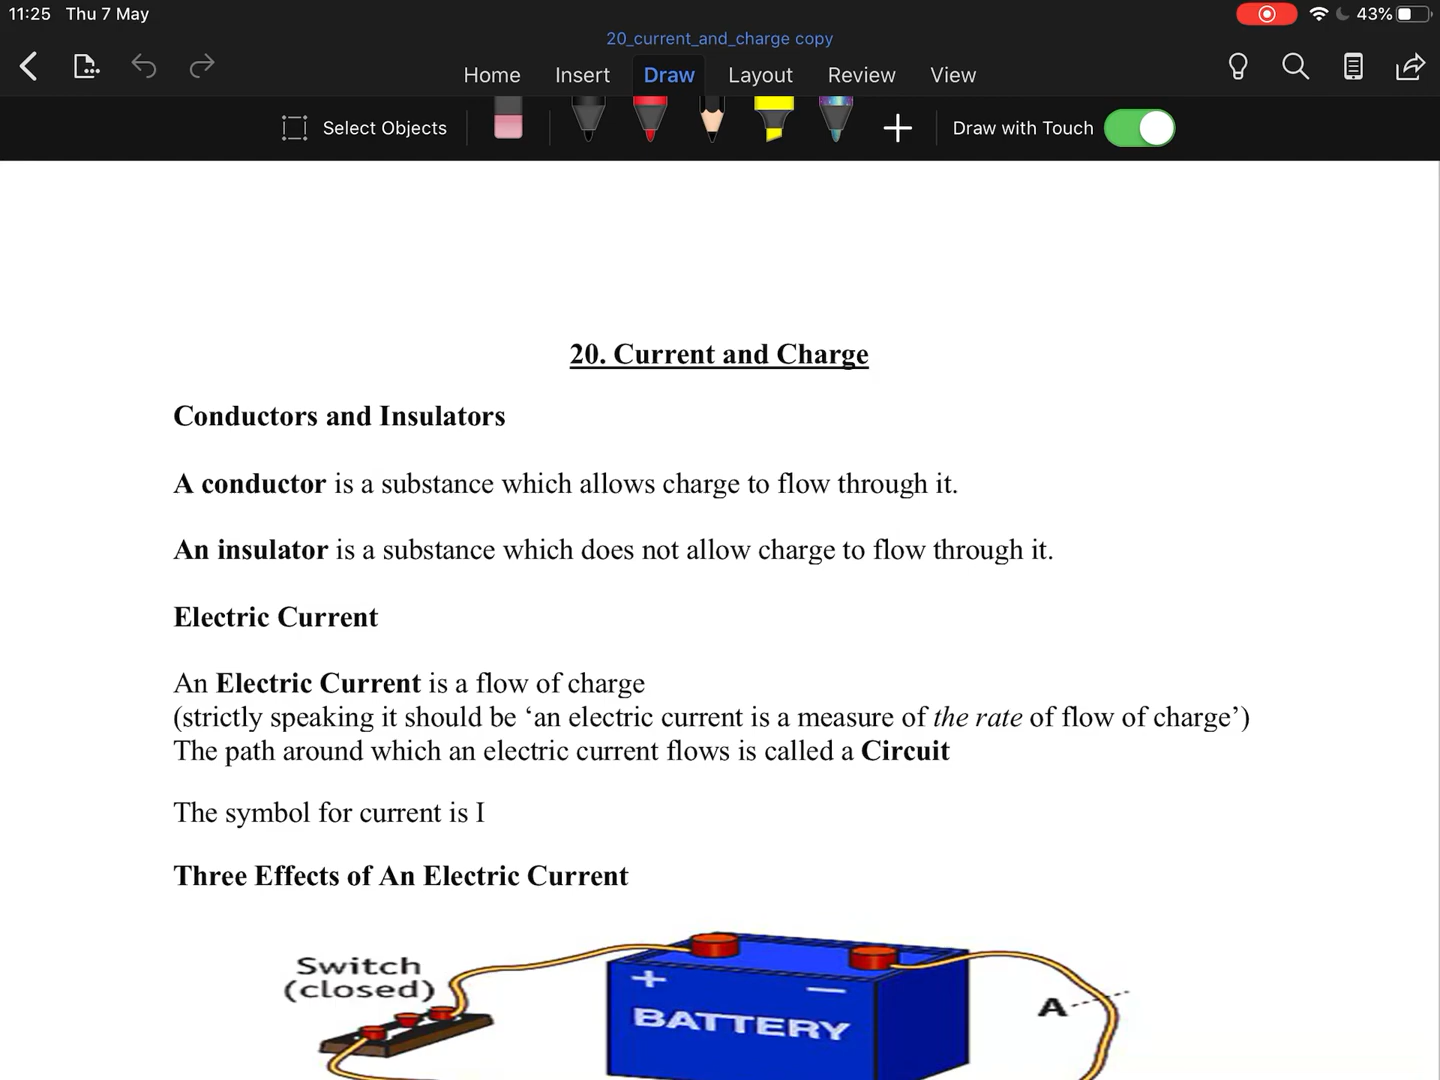 11:25 Thu 7 May
43%
20_current_and_charge copy
Home Insert Draw Layout Review View
Select Objects
Draw with Touch
20. Current and Charge
Conductors and Insulators
A conductor is a substance which allows charge to flow through it.
An insulator is a substance which does not allow charge to flow through it.
Electric Current
An Electric Current is a flow of charge
(strictly speaking it should be ‘an electric current is a measure of the rate of flow of charge’)
The path around which an electric current flows is called a Circuit
The symbol for current is I
Three Effects of An Electric Current
Switch
(closed)
+ −
A
BATTERY